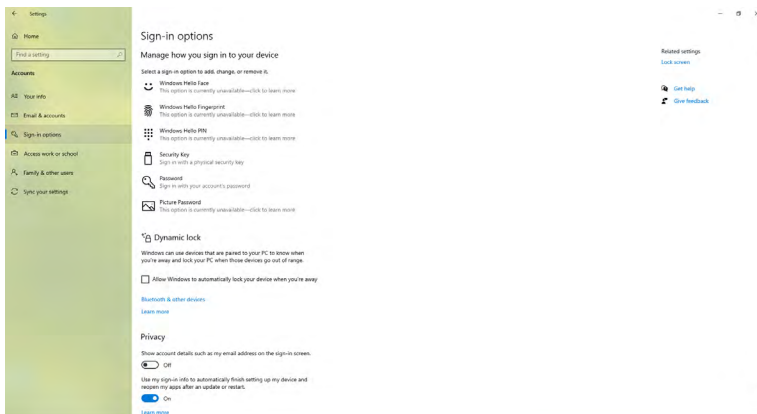 Settings
Home
Find a setting
Accounts
Your info
Email & accounts
Sign-in options
Access work or school
Family & other users
Sync your settings
Sign-in options
Manage how you sign in to your device
Select a sign-in option to add, change, or remove it.
Windows Hello Face
This option is currently unavailable—click to learn more
Windows Hello Fingerprint
This option is currently unavailable—click to learn more
Windows Hello PIN
This option is currently unavailable—click to learn more
Security Key
Sign in with a physical security key
Password
Sign in with your account's password
Picture Password
This option is currently unavailable—click to learn more
Dynamic lock
Windows can use devices that are paired to your PC to know when
you're away and lock your PC when those devices go out of range.
Allow Windows to automatically lock your device when you're away
Bluetooth & other devices
Learn more
Privacy
Show account details such as my email address on the sign-in screen.
Off
Use my sign-in info to automatically finish setting up my device and
reopen my apps after an update or restart.
On
Learn more
Related settings
Lock screen
Get help
Give feedback